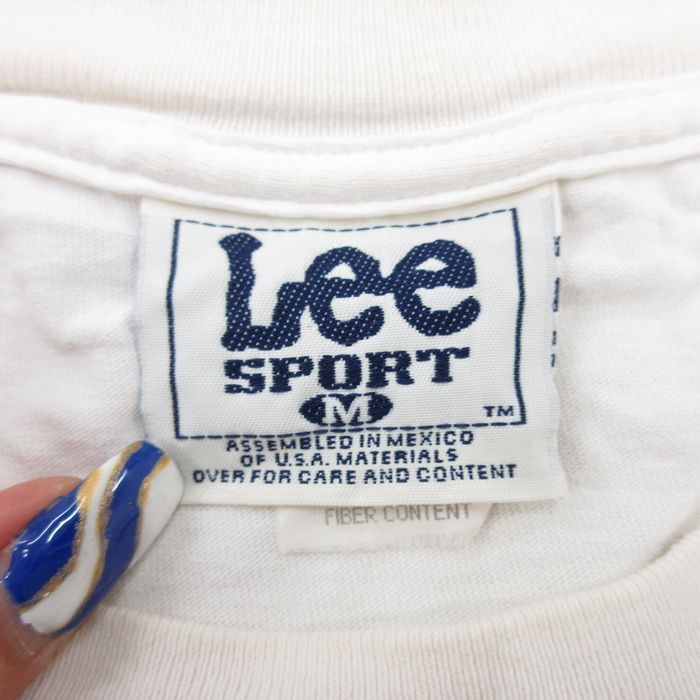 Lee
SPORT
M
TM
ASSEMBLED IN MEXICO
OF U.S.A. MATERIALS
OVER FOR CARE AND CONTENT
FIBER CONTENT